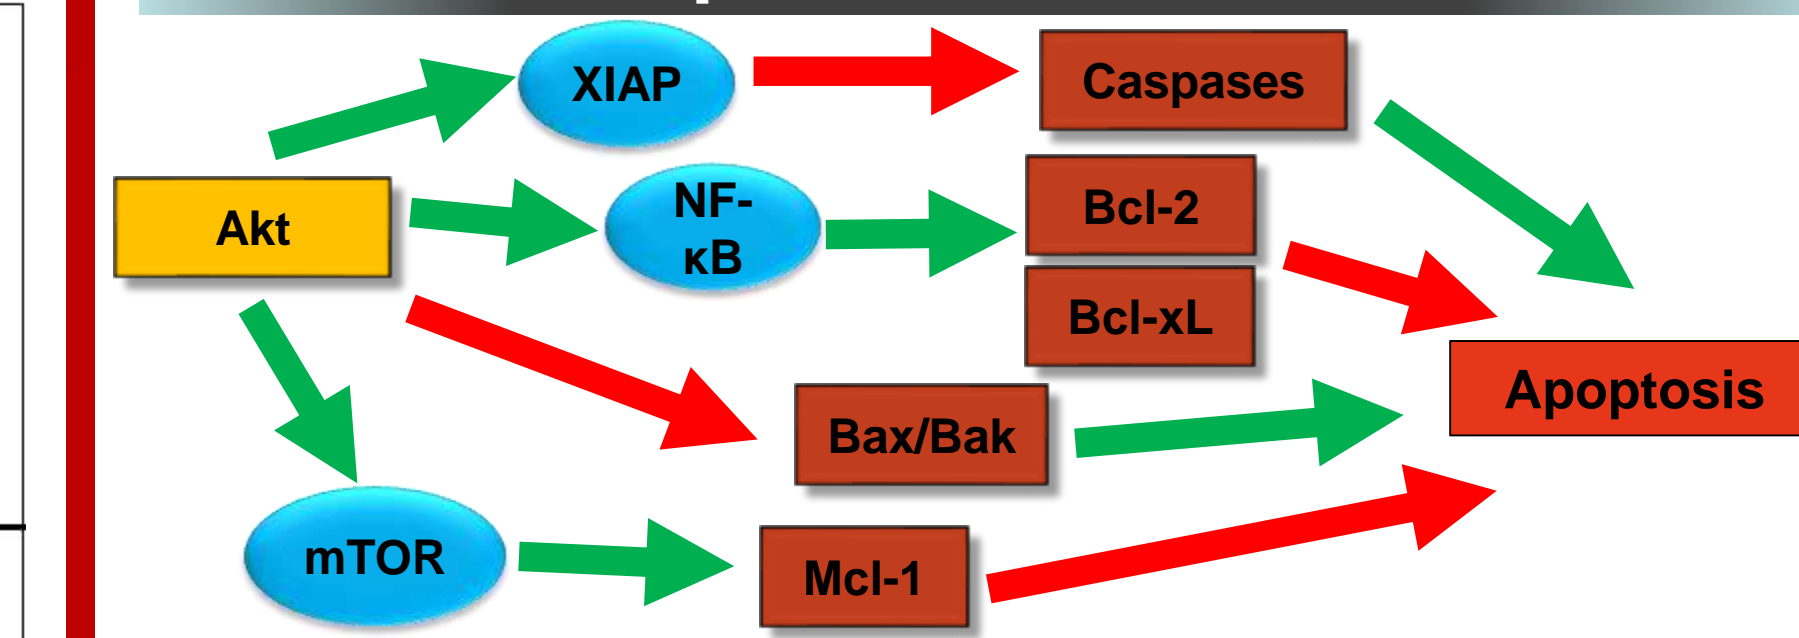 XIAP
Caspases
Akt
NF-
κB
Bcl-2
Bcl-xL
Apoptosis
Bax/Bak
mTOR
Mcl-1